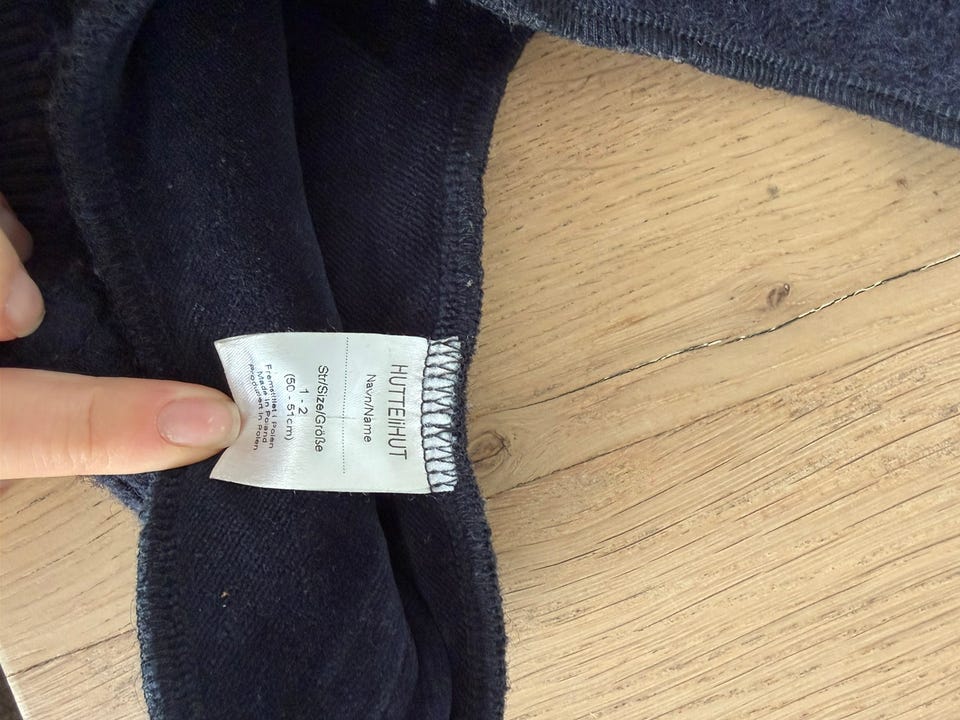 HUTTEliHUT
Navn/Name
Str/Size/Größe
1 - 2
(50 - 51cm)
Fremstillet i Polen
Made in Poland
Produziert in Polen